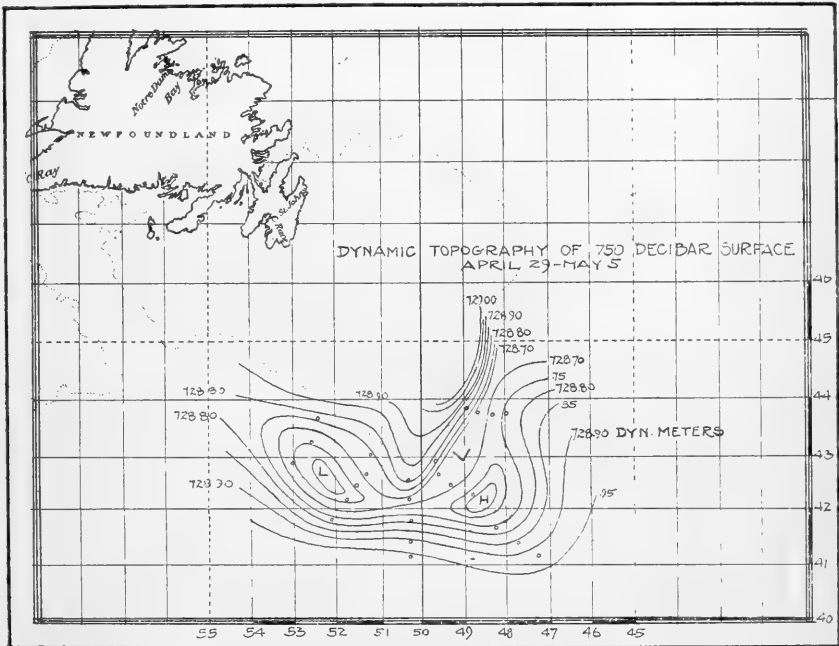 Notre Dame
Bay
NEWFOUNDLAND
C. Ray
St. Johns
C. Race
DYNAMIC TOPOGRAPHY OF 750 DECIBAR SURFACE
APRIL 29-MAY 5
46
728.90
728.80
45
728.70
728.70
.75
728.80
728.80
728.90
44
.85
728.80
728.90 DYN. METERS
43
L
728.90
H
.95
42
41
40
55 54 53 52 51 50 49 48 47 46 45